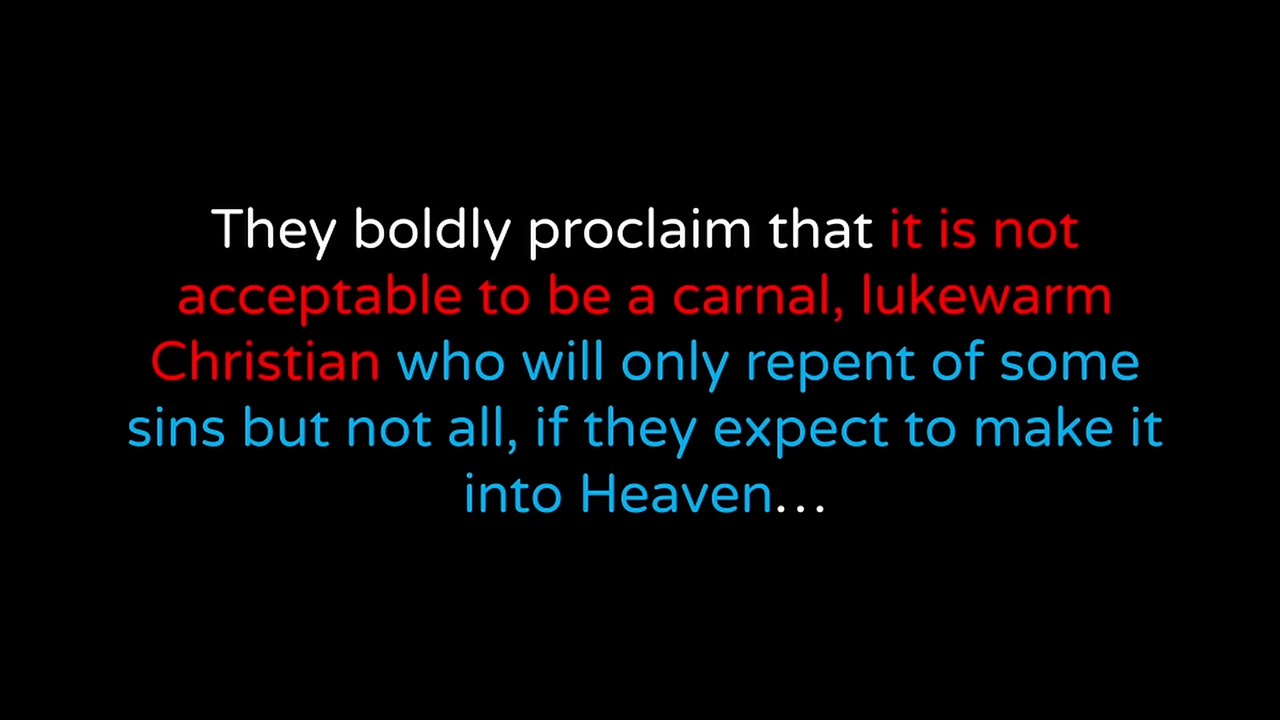 They boldly proclaim that it is not
acceptable to be a carnal, lukewarm
Christian who will only repent of some
sins but not all, if they expect to make it
into Heaven...